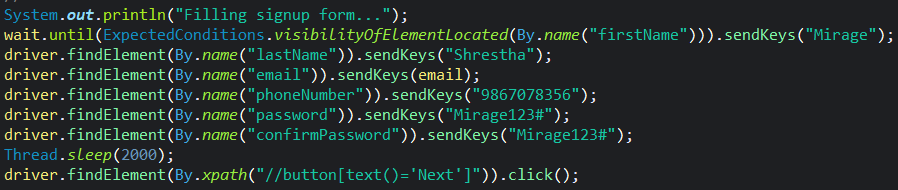 System.out.println("Filling signup form...");
wait.until(ExpectedConditions.visibilityOfElementLocated(By.name("firstName"))).sendKeys("Mirage");
driver.findElement(By.name("lastName")).sendKeys("Shrestha");
driver.findElement(By.name("email")).sendKeys(email);
driver.findElement(By.name("phoneNumber")).sendKeys("9867078356");
driver.findElement(By.name("password")).sendKeys("Mirage123#");
driver.findElement(By.name("confirmPassword")).sendKeys("Mirage123#");
Thread.sleep(2000);
driver.findElement(By.xpath("//button[text()='Next']")).click();